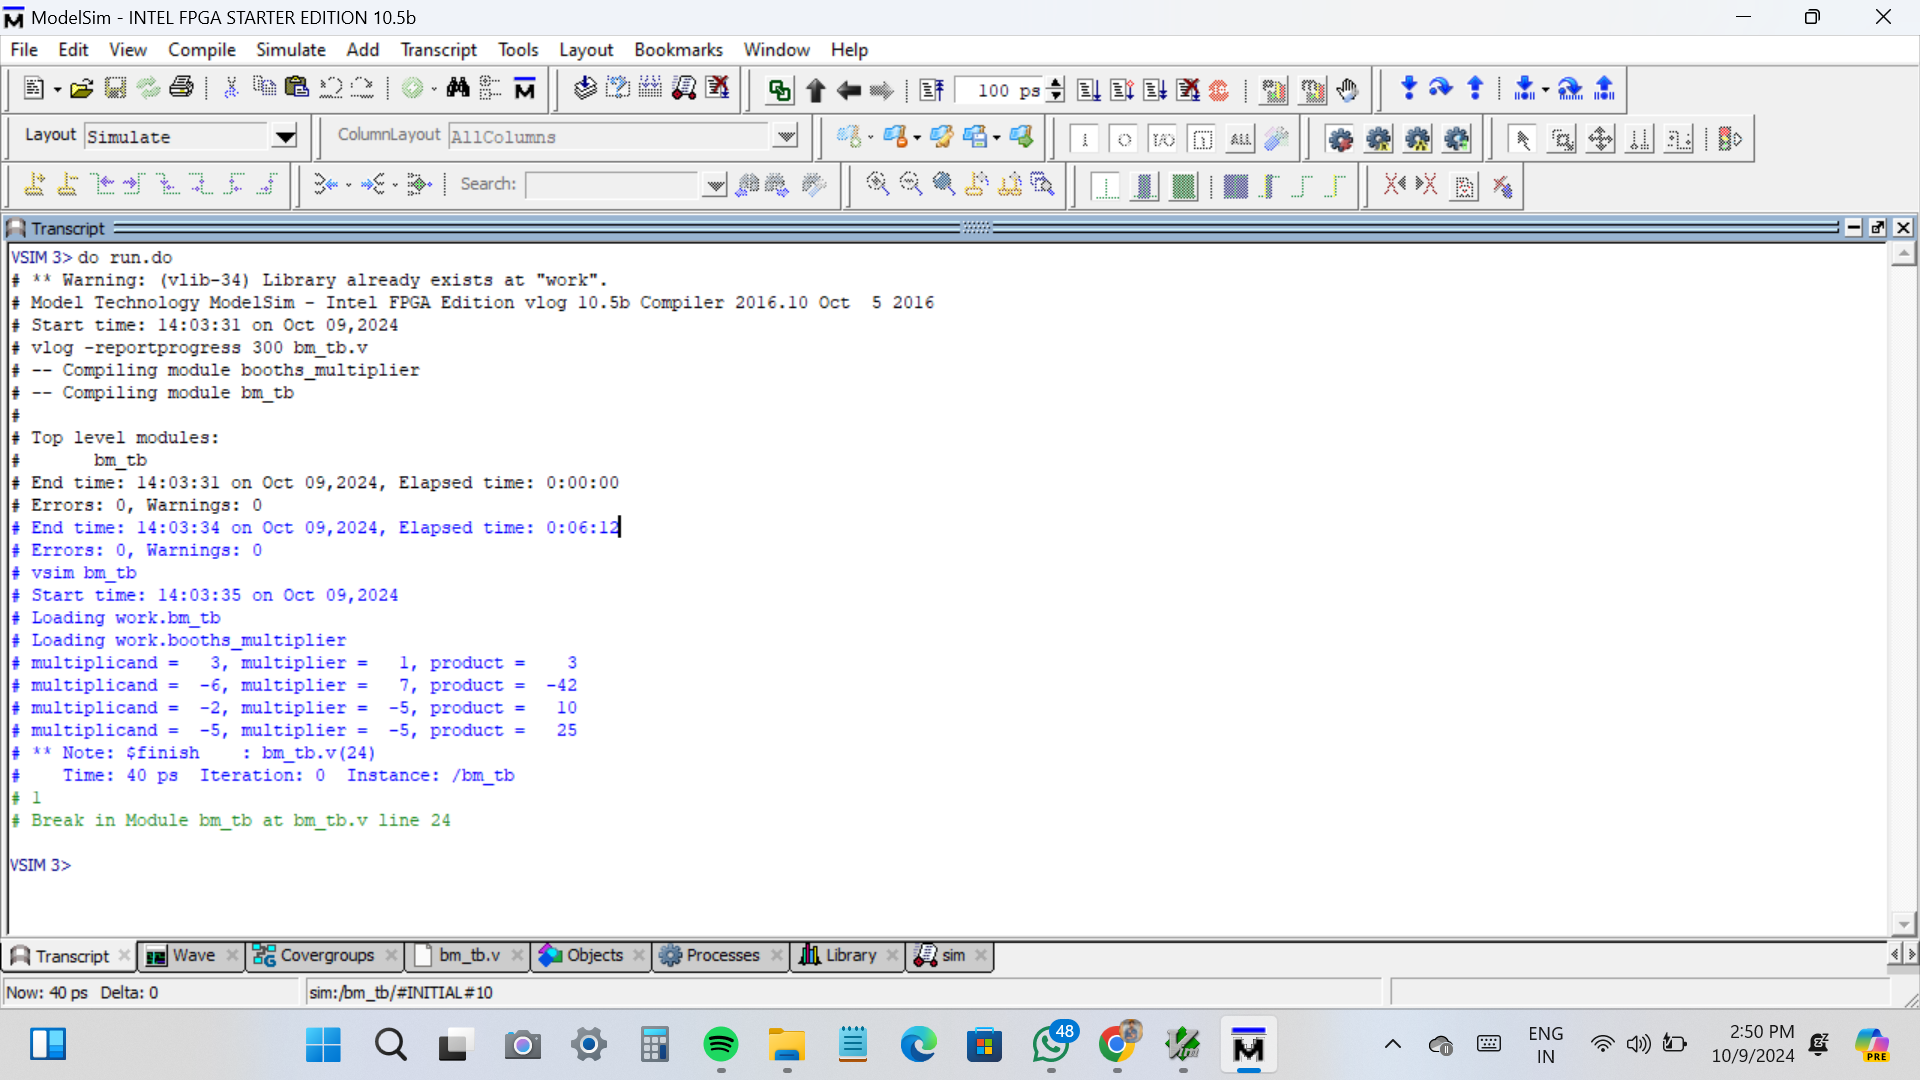 ModelSim - INTEL FPGA STARTER EDITION 10.5b
File Edit View Compile Simulate Add Transcript Tools Layout Bookmarks Window Help
100 ps
Layout Simulate ColumnLayout AllColumns
ALL
Search:
Transcript
VSIM 3> do run.do
# ** Warning: (vlib-34) Library already exists at "work".
# Model Technology ModelSim - Intel FPGA Edition vlog 10.5b Compiler 2016.10 Oct  5 2016
# Start time: 14:03:31 on Oct 09,2024
# vlog -reportprogress 300 bm_tb.v
# -- Compiling module booths_multiplier
# -- Compiling module bm_tb
#
# Top level modules:
#       bm_tb
# End time: 14:03:31 on Oct 09,2024, Elapsed time: 0:00:00
# Errors: 0, Warnings: 0
# End time: 14:03:34 on Oct 09,2024, Elapsed time: 0:06:12
# Errors: 0, Warnings: 0
# vsim bm_tb
# Start time: 14:03:35 on Oct 09,2024
# Loading work.bm_tb
# Loading work.booths_multiplier
# multiplicand =   3, multiplier =   1, product =    3
# multiplicand =  -6, multiplier =   7, product =  -42
# multiplicand =  -2, multiplier =  -5, product =   10
# multiplicand =  -5, multiplier =  -5, product =   25
# ** Note: $finish    : bm_tb.v(24)
#    Time: 40 ps  Iteration: 0  Instance: /bm_tb
# 1
# Break in Module bm_tb at bm_tb.v line 24
VSIM 3>
Transcript Wave Covergroups bm_tb.v Objects Processes Library sim
Now: 40 ps  Delta: 0 sim:/bm_tb/#INITIAL#10
48
ENG
IN
2:50 PM
10/9/2024
PRE